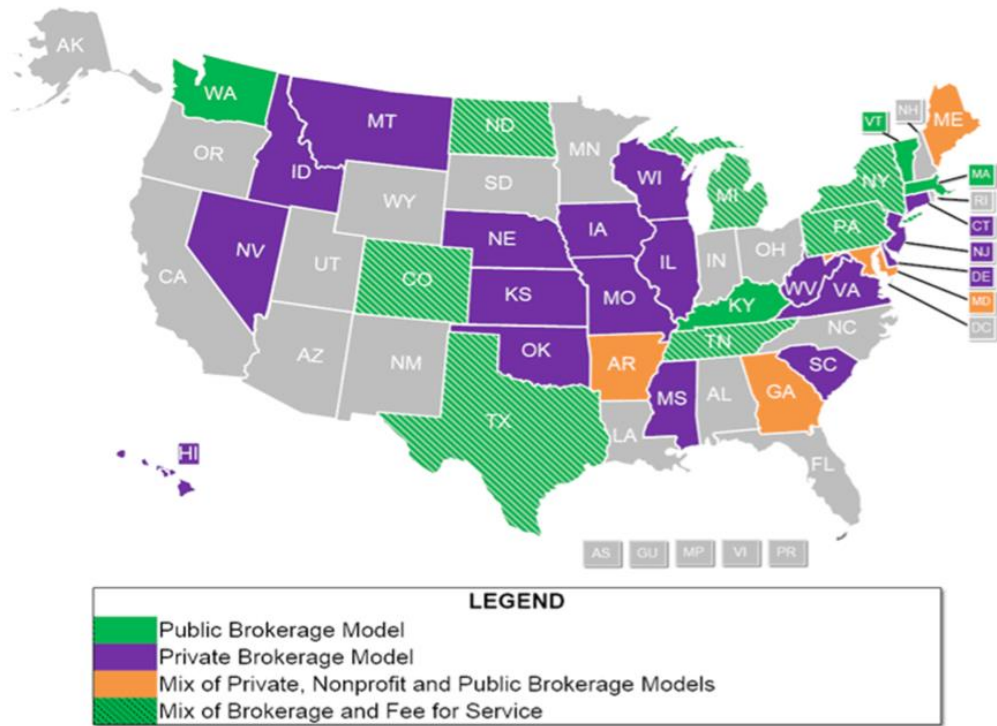 AK
WA
MT
ND
MN
VT
NH
ME
OR
ID
SD
WI
MI
NY
MA
RI
WY
CT
PA
NJ
NV
NE
IA
DE
CA
UT
CO
IL
IN
OH
WV
VA
MD
KS
MO
KY
DC
NC
TN
AZ
NM
OK
AR
SC
MS
AL
GA
TX
LA
FL
HI
AS
GU
MP
VI
PR
LEGEND
Public Brokerage Model
Private Brokerage Model
Mix of Private, Nonprofit and Public Brokerage Models
Mix of Brokerage and Fee for Service